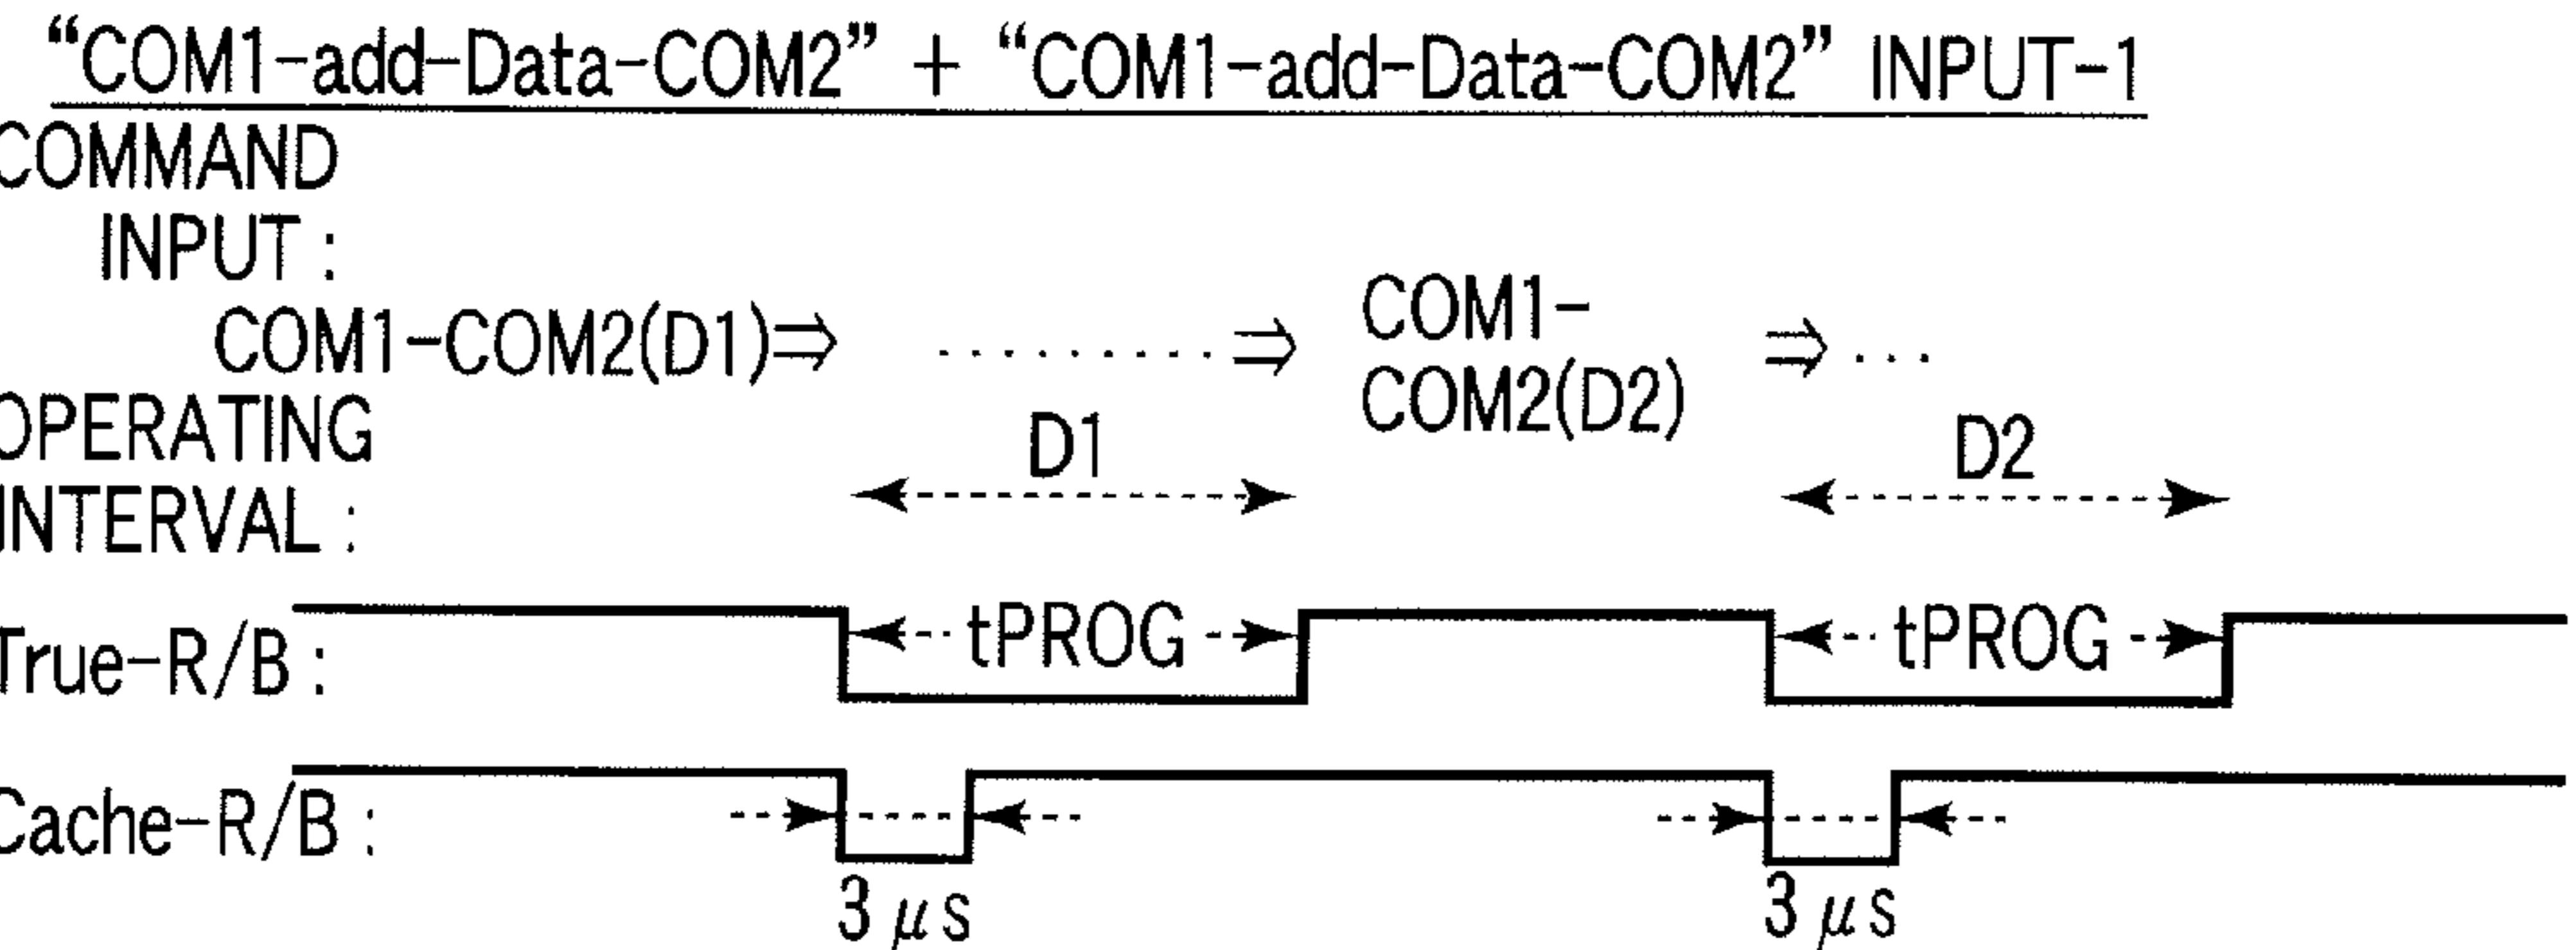 “COM1-add-Data-COM2” + “COM1-add-Data-COM2” INPUT-1
COMMAND
INPUT :
COM1-COM2(D1)⇒ ......... ⇒ COM1-
COM2(D2) ⇒ ...
OPERATING
INTERVAL :
D1 D2
True-R/B : tPROG tPROG
Cache-R/B :
3 μs 3 μs